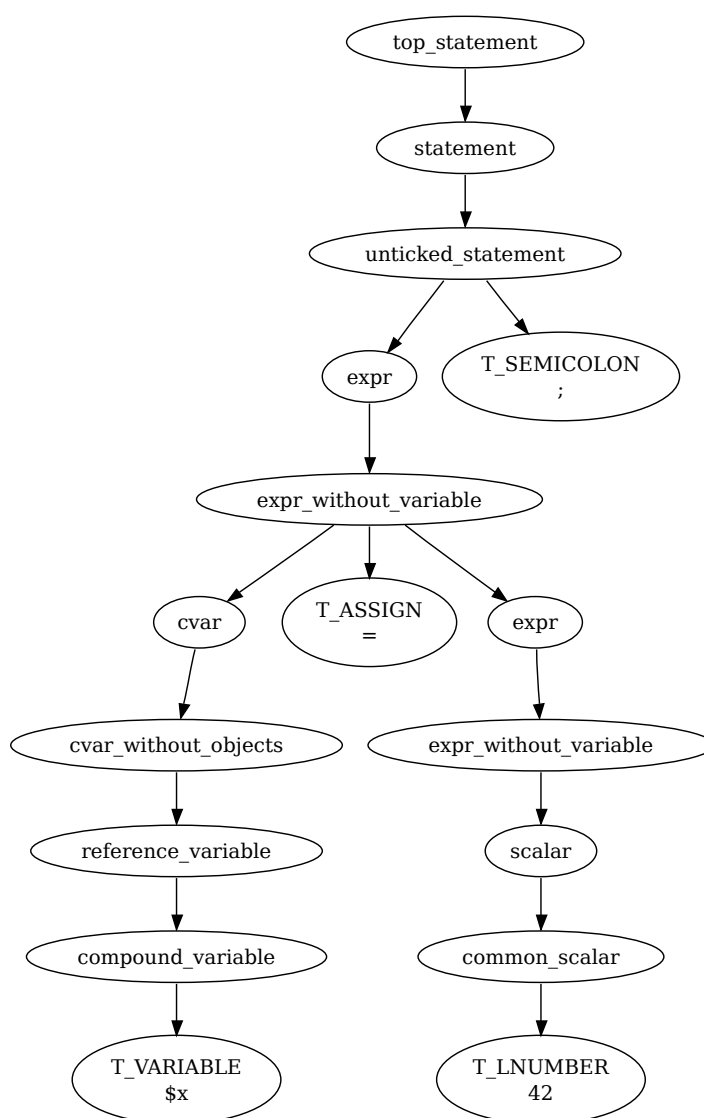 top_statement
statement
unticked_statement
expr
T_SEMICOLON
;
expr_without_variable
cvar
T_ASSIGN
=
expr
cvar_without_objects
expr_without_variable
reference_variable
scalar
compound_variable
common_scalar
T_VARIABLE
$x
T_LNUMBER
42